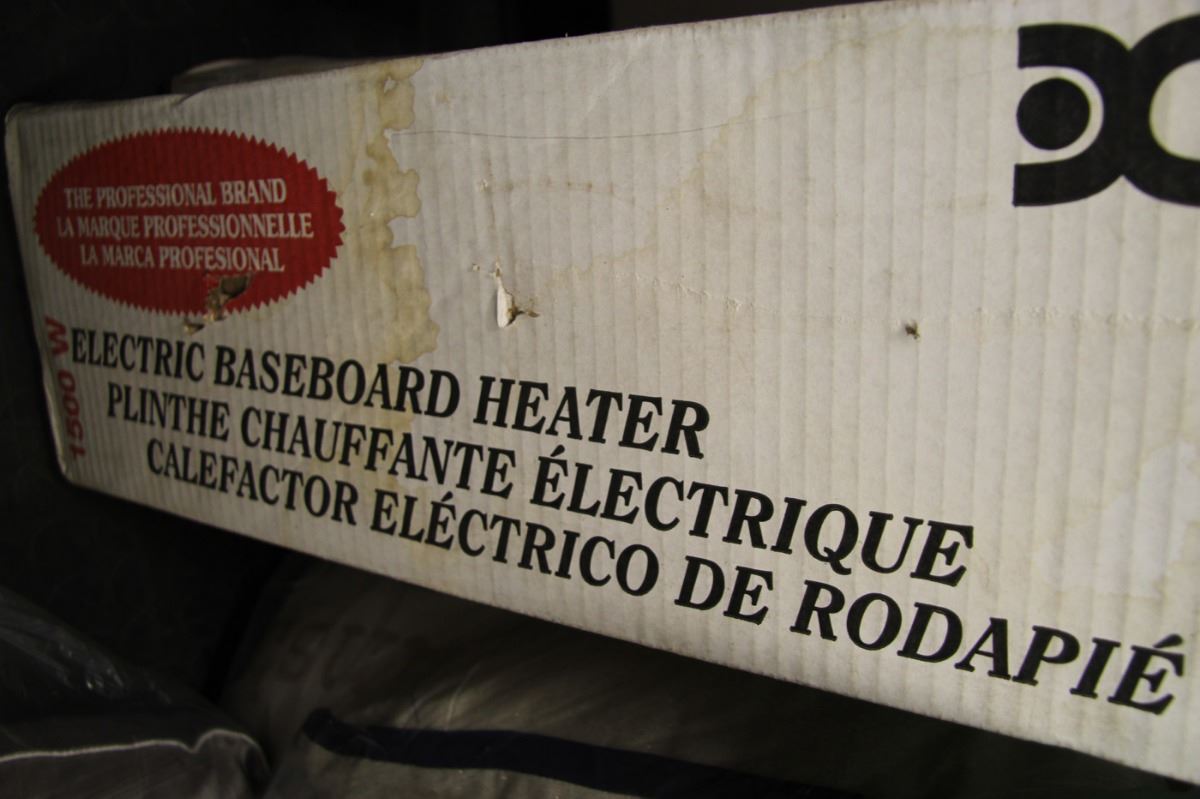 THE PROFESSIONAL BRAND
LA MARQUE PROFESSIONNELLE
LA MARCA PROFESIONAL
1500 W
ELECTRIC BASEBOARD HEATER
PLINTHE CHAUFFANTE ÉLECTRIQUE
CALEFACTOR ELÉCTRICO DE RODAPIÉ